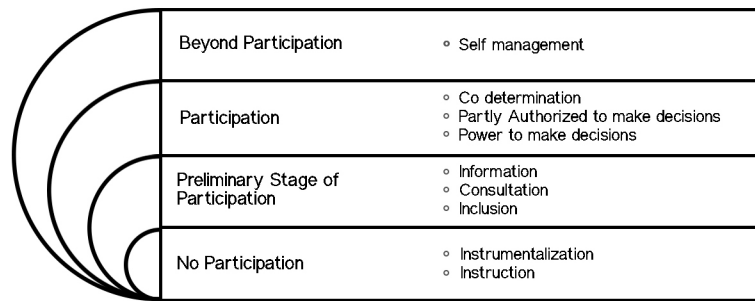 Beyond Participation
Self management
Participation
Co determination
Partly Authorized to make decisions
Power to make decisions
Preliminary Stage of
Participation
Information
Consultation
Inclusion
No Participation
Instrumentalization
Instruction